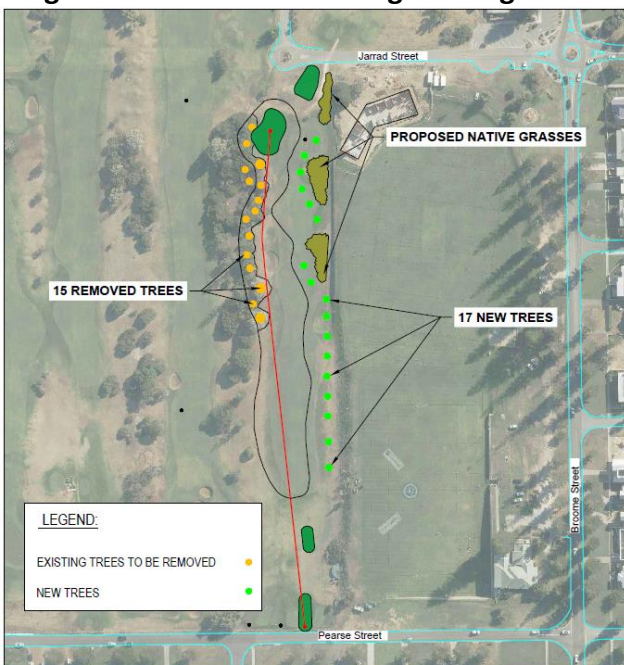 Jarrad Street
PROPOSED NATIVE GRASSES
15 REMOVED TREES
17 NEW TREES
Broome Street
LEGEND:
EXISTING TREES TO BE REMOVED
NEW TREES
Pearse Street